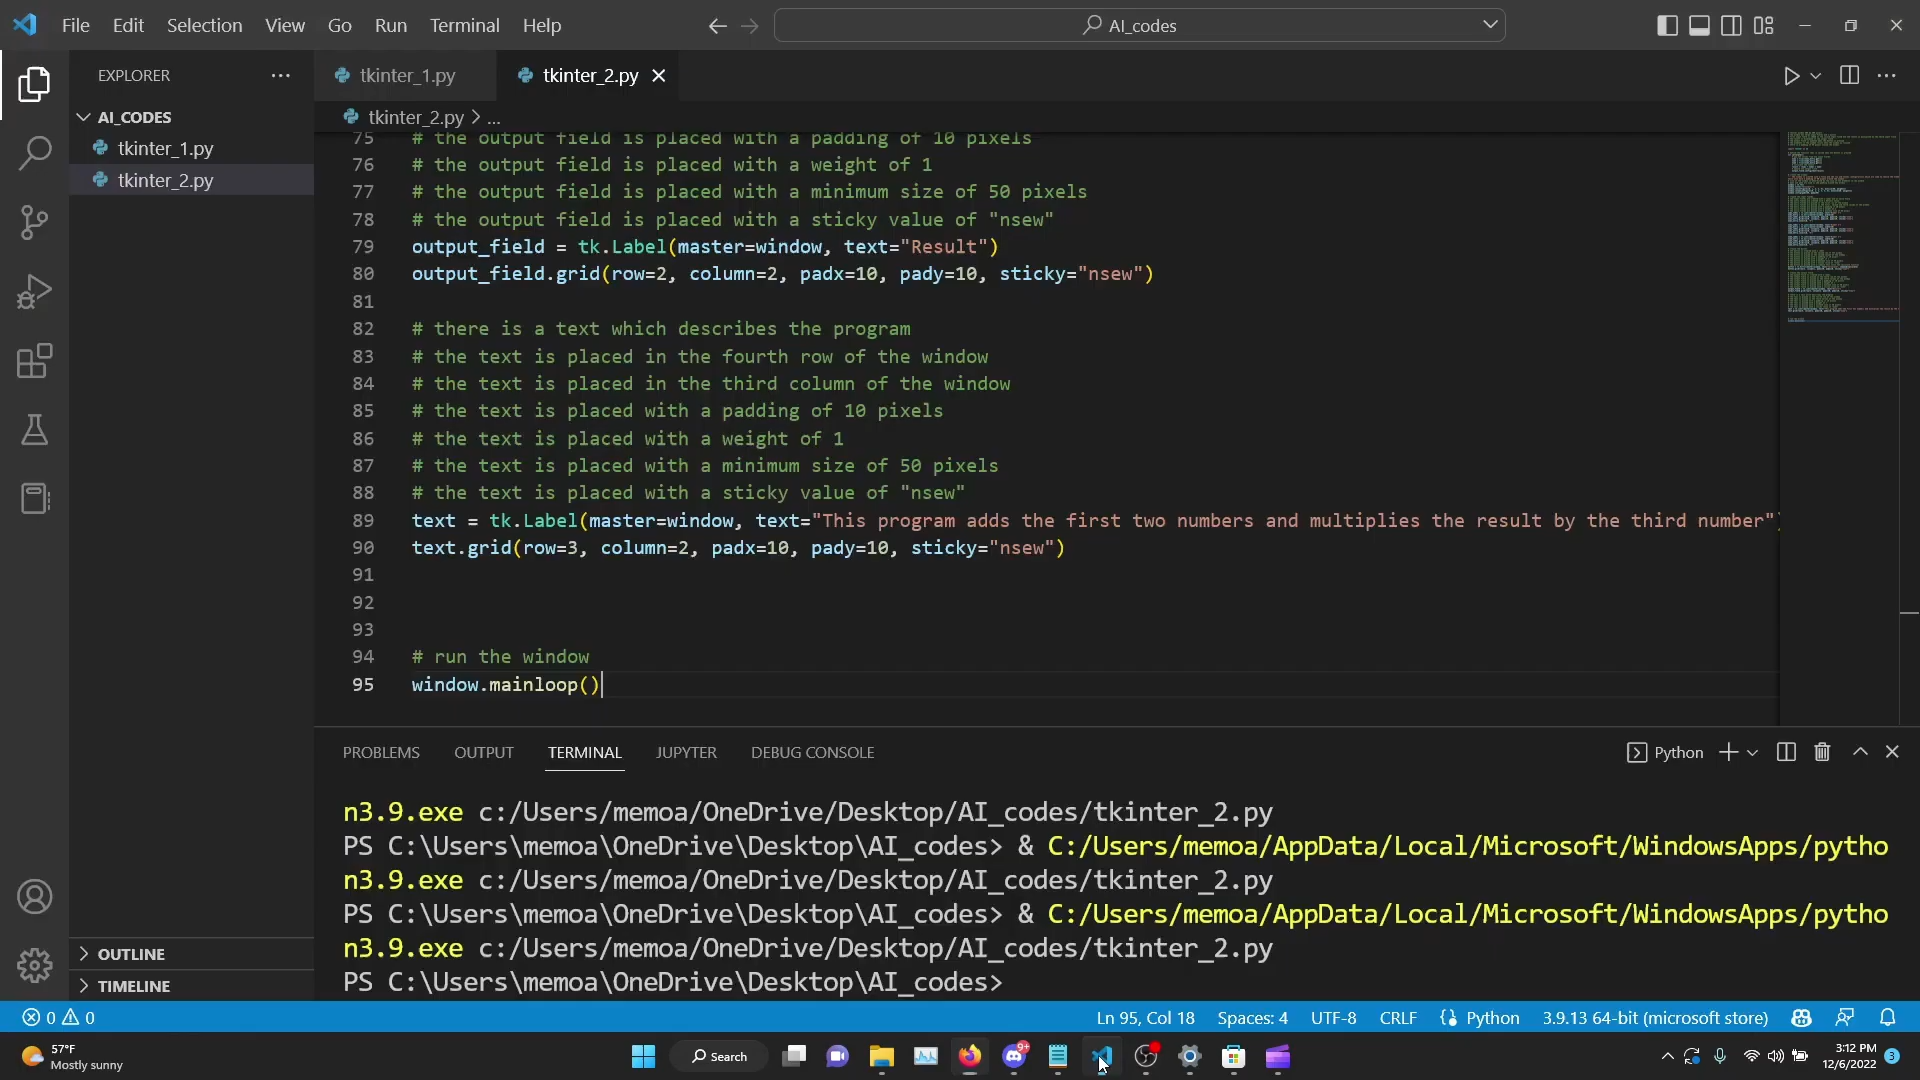 File Edit Selection View Go Run Terminal Help
AI_codes
EXPLORER
tkinter_1.py
tkinter_2.py
AI_CODES
tkinter_1.py
tkinter_2.py
tkinter_2.py > ...
75 # the output field is placed with a padding of 10 pixels
76 # the output field is placed with a weight of 1
77 # the output field is placed with a minimum size of 50 pixels
78 # the output field is placed with a sticky value of "nsew"
79 output_field = tk.Label(master=window, text="Result")
80 output_field.grid(row=2, column=2, padx=10, pady=10, sticky="nsew")
81
82 # there is a text which describes the program
83 # the text is placed in the fourth row of the window
84 # the text is placed in the third column of the window
85 # the text is placed with a padding of 10 pixels
86 # the text is placed with a weight of 1
87 # the text is placed with a minimum size of 50 pixels
88 # the text is placed with a sticky value of "nsew"
89 text = tk.Label(master=window, text="This program adds the first two numbers and multiplies the result by the third number")
90 text.grid(row=3, column=2, padx=10, pady=10, sticky="nsew")
91
92
93
94 # run the window
95 window.mainloop()
PROBLEMS OUTPUT TERMINAL JUPYTER DEBUG CONSOLE
Python
n3.9.exe c:/Users/memoa/OneDrive/Desktop/AI_codes/tkinter_2.py
PS C:\Users\memoa\OneDrive\Desktop\AI_codes> & C:/Users/memoa/AppData/Local/Microsoft/WindowsApps/pytho
n3.9.exe c:/Users/memoa/OneDrive/Desktop/AI_codes/tkinter_2.py
PS C:\Users\memoa\OneDrive\Desktop\AI_codes> & C:/Users/memoa/AppData/Local/Microsoft/WindowsApps/pytho
n3.9.exe c:/Users/memoa/OneDrive/Desktop/AI_codes/tkinter_2.py
PS C:\Users\memoa\OneDrive\Desktop\AI_codes>
OUTLINE
TIMELINE
0 0
Ln 95, Col 18 Spaces: 4 UTF-8 CRLF Python 3.9.13 64-bit (microsoft store)
57°F
Mostly sunny
Search
9+
3:12 PM
12/6/2022
3